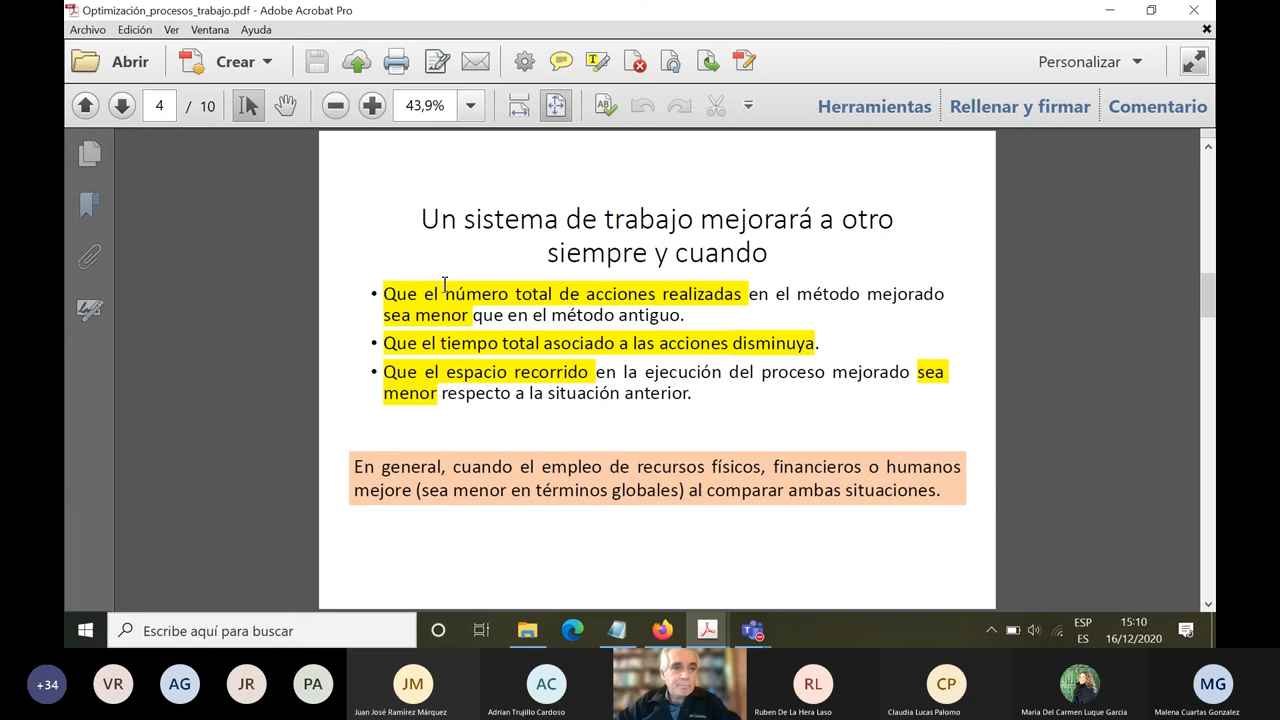 Optimización_procesos_trabajo.pdf - Adobe Acrobat Pro
Archivo Edición Ver Ventana Ayuda
Abrir Crear Personalizar
4 / 10 43,9% Herramientas Rellenar y firmar Comentario
Un sistema de trabajo mejorará a otro
siempre y cuando
• Que el número total de acciones realizadas en el método mejorado
sea menor que en el método antiguo.
• Que el tiempo total asociado a las acciones disminuya.
• Que el espacio recorrido en la ejecución del proceso mejorado sea
menor respecto a la situación anterior.
En general, cuando el empleo de recursos físicos, financieros o humanos
mejore (sea menor en términos globales) al comparar ambas situaciones.
Escribe aquí para buscar
ESP
ES
15:10
16/12/2020
+34 VR AG JR PA JM AC RL CP MG
Juan José Ramírez Márquez Adrian Trujillo Cardoso Ruben De La Hera Laso Claudia Lucas Palomo Maria Del Carmen Luque Garcia Malena Cuartas Gonzalez